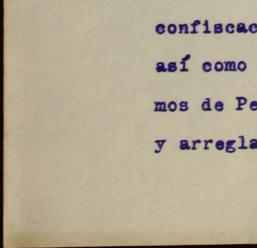 confiscac
así como
mos de Pe
y arregla